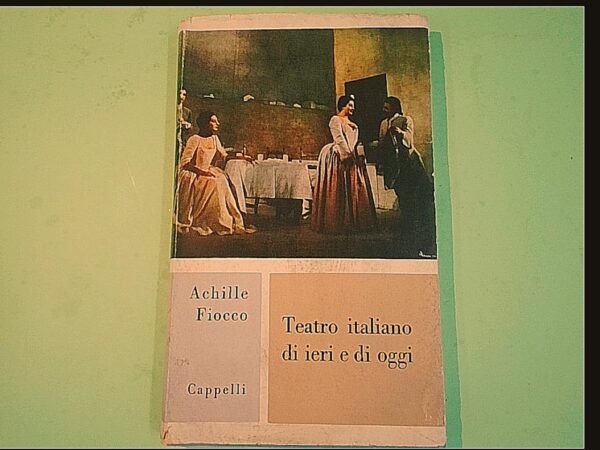 Achille
Fiocco
Cappelli
Teatro italiano
di ieri e di oggi